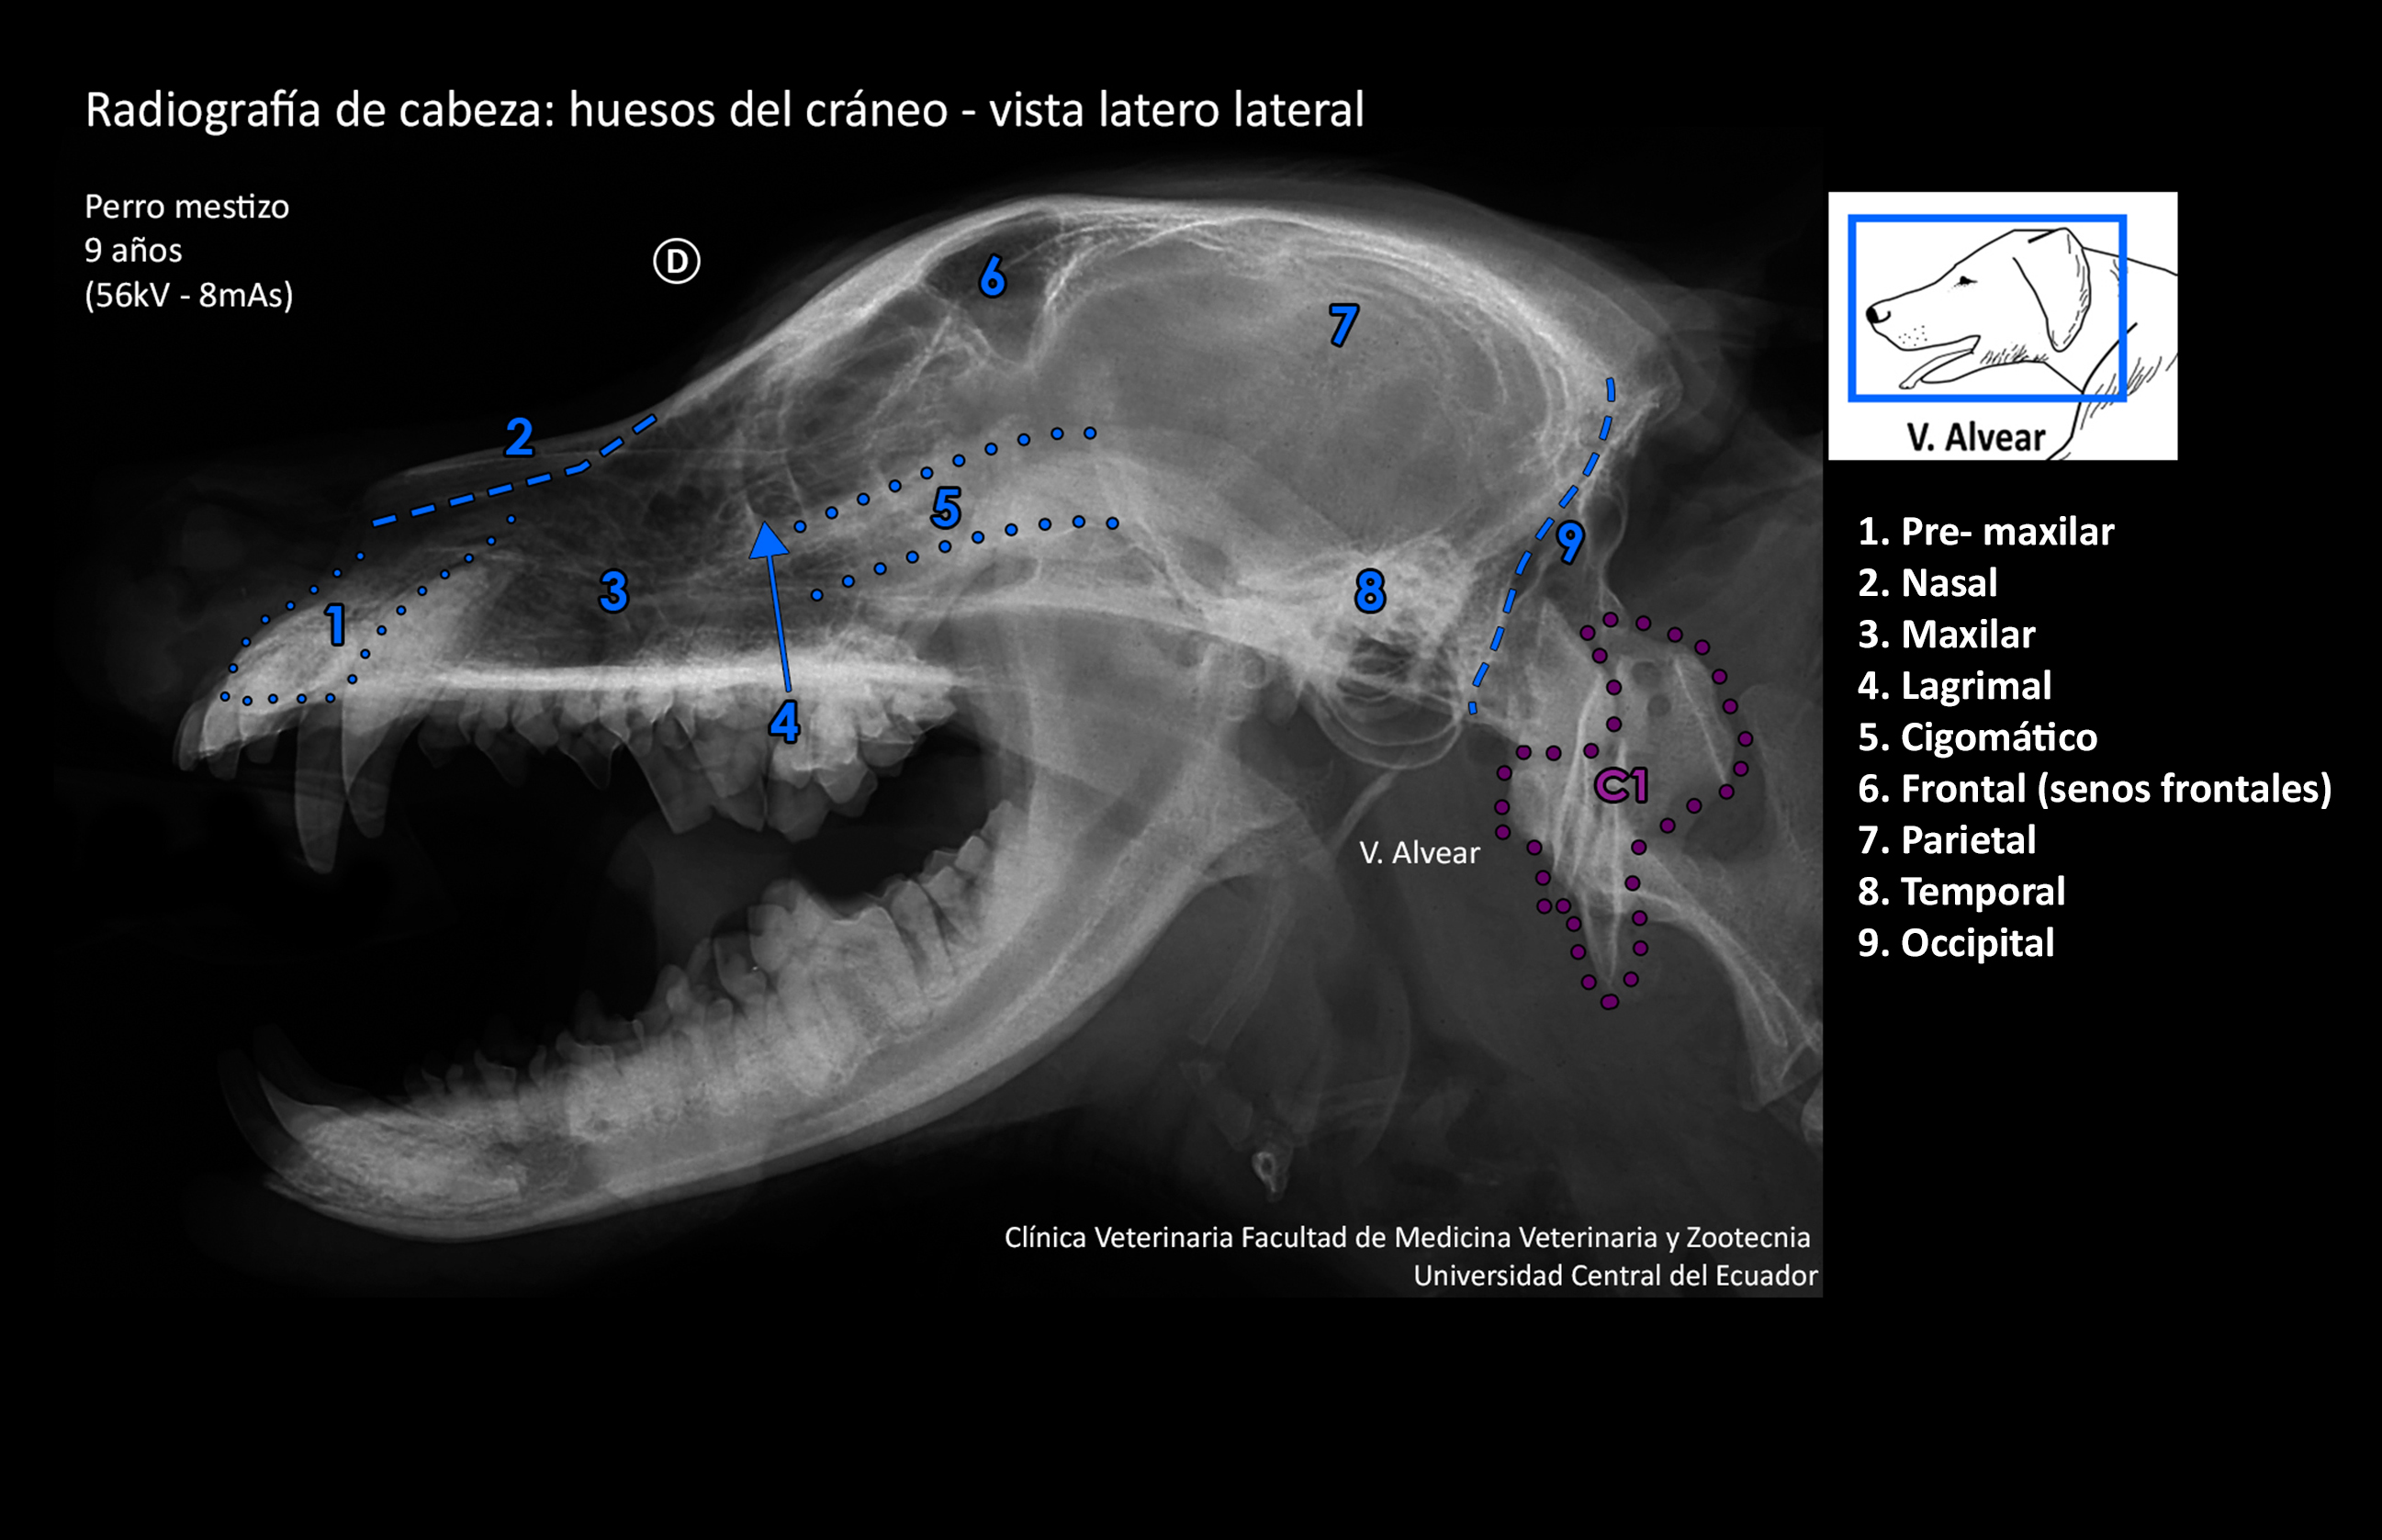 Radiografía de cabeza: huesos del cráneo - vista latero lateral
Perro mestizo
9 años
(56kV - 8mAs)
D
6
7
2
5
9
3
8
1
4
C1
V. Alvear
Clínica Veterinaria Facultad de Medicina Veterinaria y Zootecnia
Universidad Central del Ecuador
V. Alvear
1. Pre- maxilar
2. Nasal
3. Maxilar
4. Lagrimal
5. Cigomático
6. Frontal (senos frontales)
7. Parietal
8. Temporal
9. Occipital